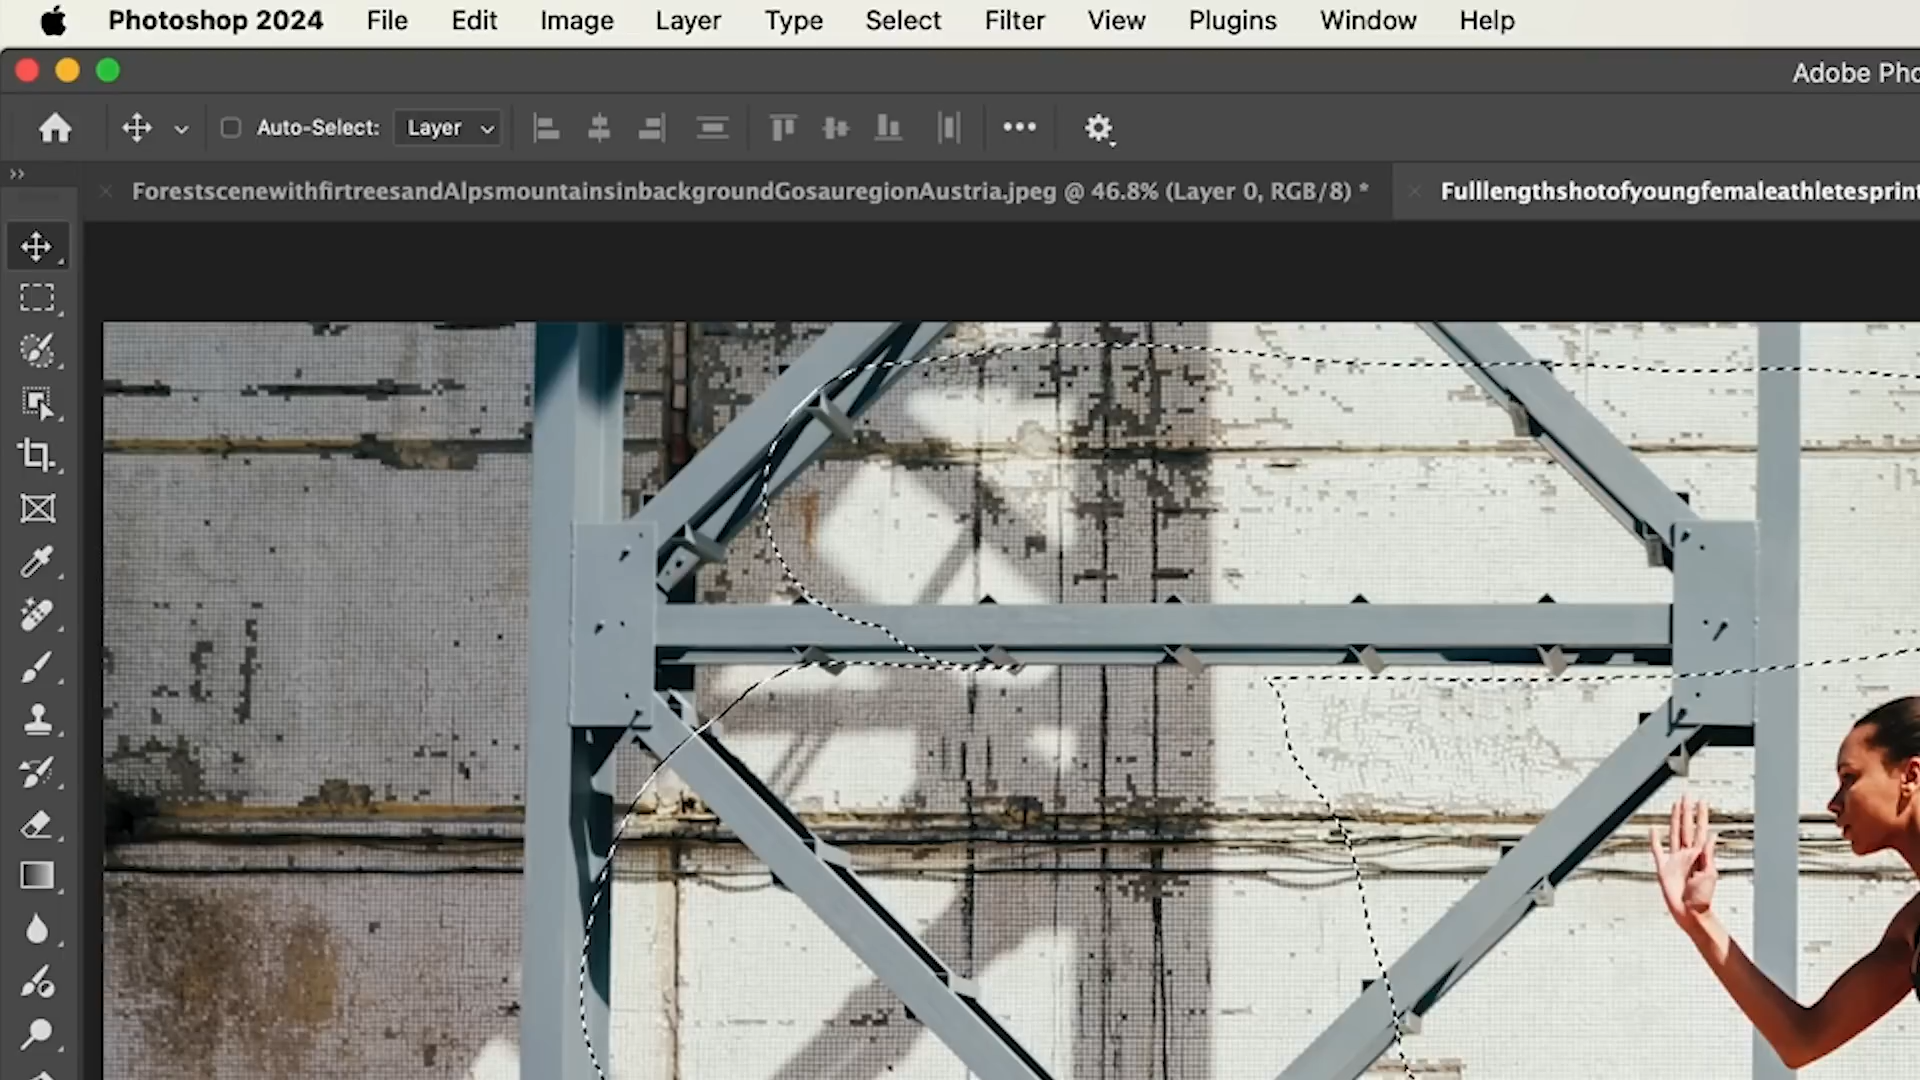 Photoshop 2024 File Edit Image Layer Type Select Filter View Plugins Window Help
Adobe Pho
Auto-Select: Layer
ForestscenewithfirtreesandAlpsmountainsinbackgroundGosauregionAustria.jpeg @ 46.8% (Layer 0, RGB/8) *
Fulllengthshotofyoungfemaleathletesprint